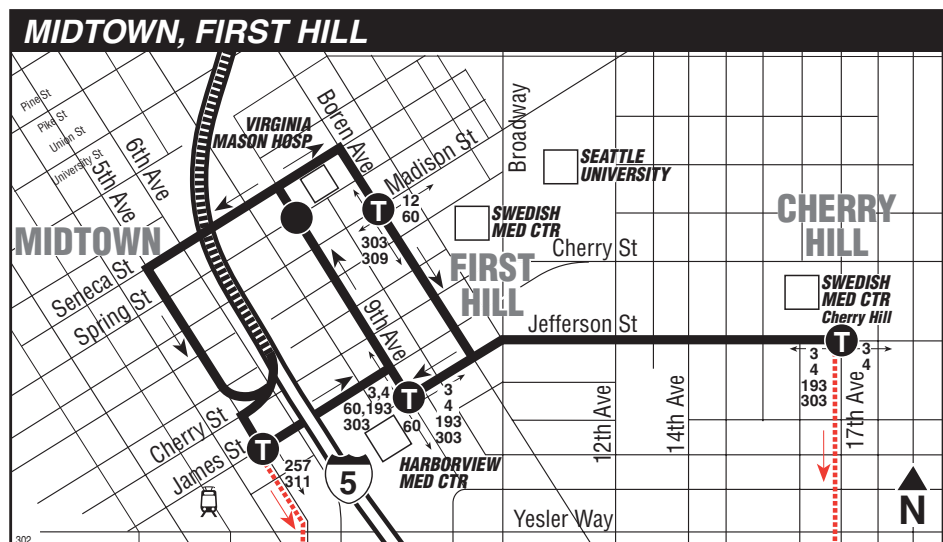 MIDTOWN, FIRST HILL
Pine St
Pike St
Union St
University St
5th Ave
6th Ave
VIRGINIA
MASON HOSP
Boren Ave
Madison St
Broadway
SEATTLE
UNIVERSITY
12
60
303
309
SWEDISH
MED CTR
CHERRY
HILL
MIDTOWN
Seneca St
Spring St
FIRST
HILL
Cherry St
SWEDISH
MED CTR
Cherry Hill
Jefferson St
9th Ave
T
T
T
T
3
4
193
303
3
4
3,4
60,193
303
60
3
4
193
303
Cherry St
James St
257
311
5
HARBORVIEW
MED CTR
12th Ave
14th Ave
17th Ave
Yesler Way
N
302